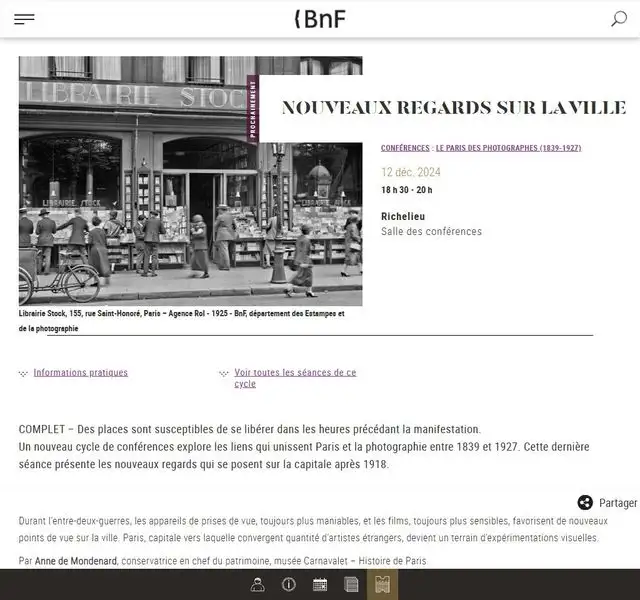 BnF
LIBRAIRIE STOCK
LIBRAIRIE STOCK
LIBRAIRIE STOCK
PROCHAINEMENT
NOUVEAUX REGARDS SUR LA VILLE
CONFÉRENCES : LE PARIS DES PHOTOGRAPHES (1839-1927)
12 déc. 2024
18 h 30 - 20 h
Richelieu
Salle des conférences
Librairie Stock, 155, rue Saint-Honoré, Paris – Agence Rol - 1925 - BnF, département des Estampes et
de la photographie
Informations pratiques
Voir toutes les séances de ce
cycle
COMPLET – Des places sont susceptibles de se libérer dans les heures précédant la manifestation.
Un nouveau cycle de conférences explore les liens qui unissent Paris et la photographie entre 1839 et 1927. Cette dernière
séance présente les nouveaux regards qui se posent sur la capitale après 1918.
Partager
Durant l’entre-deux-guerres, les appareils de prises de vue, toujours plus maniables, et les films, toujours plus sensibles, favorisent de nouveaux
points de vue sur la ville. Paris, capitale vers laquelle convergent quantité d’artistes étrangers, devient un terrain d’expérimentations visuelles.
Par Anne de Mondenard, conservatrice en chef du patrimoine, musée Carnavalet – Histoire de Paris